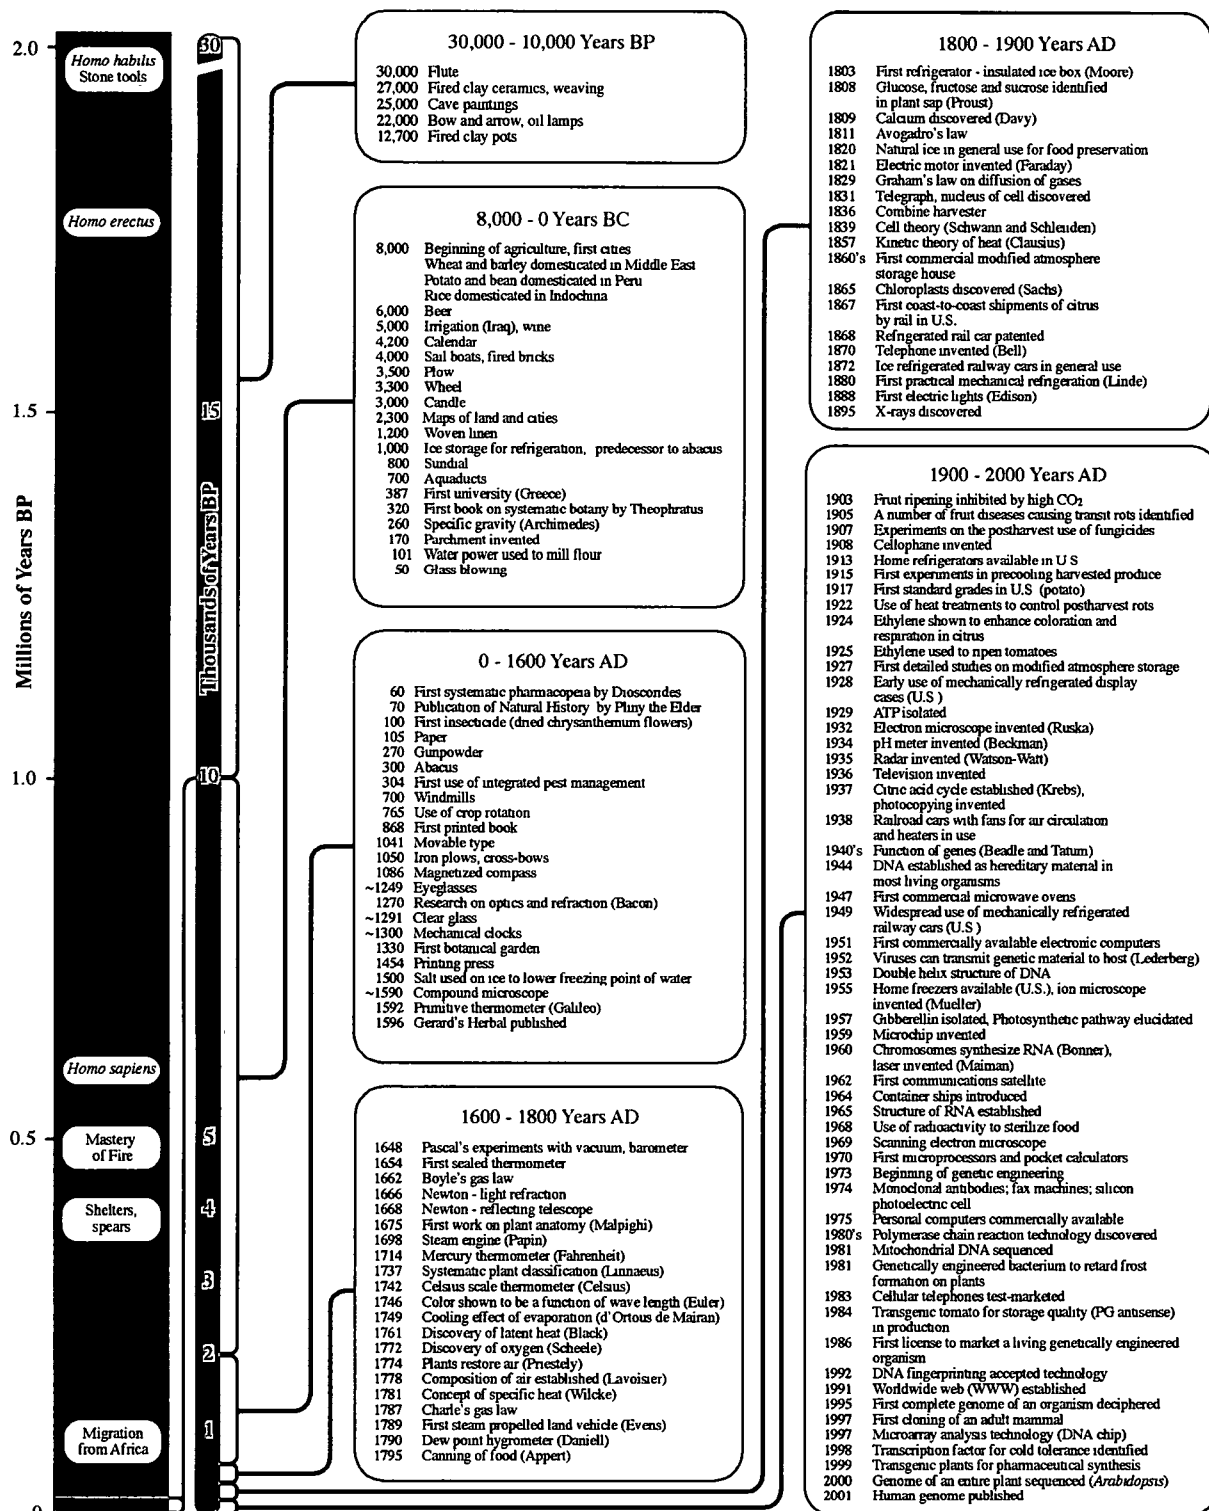 2.0
1.5
1.0
0.5
0
Millions of Years BP
Homo habilis
Stone tools
Homo erectus
Homo sapiens
Mastery
of Fire
Shelters,
spears
Migration
from Africa
30
15
Thousands of Years BP
10
5
4
3
2
1
30,000 - 10,000 Years BP
30,000 Flute
27,000 Fired clay ceramics, weaving
25,000 Cave paintings
22,000 Bow and arrow, oil lamps
12,700 Fired clay pots
8,000 - 0 Years BC
8,000 Beginning of agriculture, first cities
Wheat and barley domesticated in Middle East
Potato and bean domesticated in Peru
Rice domesticated in Indochina
6,000 Beer
5,000 Irrigation (Iraq), wine
4,200 Calendar
4,000 Sail boats, fired bricks
3,500 Plow
3,300 Wheel
3,000 Candle
2,300 Maps of land and cities
1,200 Woven linen
1,000 Ice storage for refrigeration, predecessor to abacus
800 Sundial
700 Aquaducts
387 First university (Greece)
320 First book on systematic botany by Theophratus
260 Specific gravity (Archimedes)
170 Parchment invented
101 Water power used to mill flour
50 Glass blowing
0 - 1600 Years AD
60 First systematic pharmacopeia by Dioscondes
70 Publication of Natural History by Pliny the Elder
100 First insecticide (dried chrysanthemum flowers)
105 Paper
270 Gunpowder
300 Abacus
304 First use of integrated pest management
700 Windmills
765 Use of crop rotation
868 First printed book
1041 Movable type
1050 Iron plows, cross-bows
1086 Magnetized compass
~1249 Eyeglasses
1270 Research on optics and refraction (Bacon)
~1291 Clear glass
~1300 Mechanical clocks
1330 First botanical garden
1454 Printing press
1500 Salt used on ice to lower freezing point of water
~1590 Compound microscope
1592 Primitive thermometer (Galileo)
1596 Gerard's Herbal published
1600 - 1800 Years AD
1648 Pascal's experiments with vacuum, barometer
1654 First sealed thermometer
1662 Boyle's gas law
1666 Newton - light refraction
1668 Newton - reflecting telescope
1675 First work on plant anatomy (Malpighi)
1698 Steam engine (Papin)
1714 Mercury thermometer (Fahrenheit)
1737 Systematic plant classification (Linnaeus)
1742 Celsius scale thermometer (Celsius)
1746 Color shown to be a function of wave length (Euler)
1749 Cooling effect of evaporation (d'Ortous de Mairan)
1761 Discovery of latent heat (Black)
1772 Discovery of oxygen (Scheele)
1774 Plants restore air (Priestely)
1778 Composition of air established (Lavoisier)
1781 Concept of specific heat (Wilcke)
1787 Charle's gas law
1789 First steam propelled land vehicle (Evens)
1790 Dew point hygrometer (Daniell)
1795 Canning of food (Appert)
1800 - 1900 Years AD
1803 First refrigerator - insulated ice box (Moore)
1808 Glucose, fructose and sucrose identified
in plant sap (Proust)
1809 Calcium discovered (Davy)
1811 Avogadro's law
1820 Natural ice in general use for food preservation
1821 Electric motor invented (Faraday)
1829 Graham's law on diffusion of gases
1831 Telegraph, nucleus of cell discovered
1836 Combine harvester
1839 Cell theory (Schwann and Schleiden)
1857 Kinetic theory of heat (Clausius)
1860's First commercial modified atmosphere
storage house
1865 Chloroplasts discovered (Sachs)
1867 First coast-to-coast shipments of citrus
by rail in U.S.
1868 Refrigerated rail car patented
1870 Telephone invented (Bell)
1872 Ice refrigerated railway cars in general use
1880 First practical mechanical refrigeration (Linde)
1888 First electric lights (Edison)
1895 X-rays discovered
1900 - 2000 Years AD
1903 Fruit ripening inhibited by high CO₂
1905 A number of fruit diseases causing transit rots identified
1907 Experiments on the postharvest use of fungicides
1908 Cellophane invented
1913 Home refrigerators available in U S
1915 First experiments in precooling harvested produce
1917 First standard grades in U.S (potato)
1922 Use of heat treatments to control postharvest rots
1924 Ethylene shown to enhance coloration and
respiration in citrus
1925 Ethylene used to ripen tomatoes
1927 First detailed studies on modified atmosphere storage
1928 Early use of mechanically refrigerated display
cases (U.S )
1929 ATP isolated
1932 Electron microscope invented (Ruska)
1934 pH meter invented (Beckman)
1935 Radar invented (Watson-Watt)
1936 Television invented
1937 Citric acid cycle established (Krebs),
photocopying invented
1938 Railroad cars with fans for air circulation
and heaters in use
1940's Function of genes (Beadle and Tatum)
1944 DNA established as hereditary material in
most living organisms
1947 First commercial microwave ovens
1949 Widespread use of mechanically refrigerated
railway cars (U.S )
1951 First commercially available electronic computers
1952 Viruses can transmit genetic material to host (Lederberg)
1953 Double helix structure of DNA
1955 Home freezers available (U.S.), ion microscope
invented (Mueller)
1957 Gibberellin isolated, Photosynthetic pathway elucidated
1959 Microchip invented
1960 Chromosomes synthesize RNA (Bonner),
laser invented (Maiman)
1962 First communications satellite
1964 Container ships introduced
1965 Structure of RNA established
1968 Use of radioactivity to sterilize food
1969 Scanning electron microscope
1970 First microprocessors and pocket calculators
1973 Beginning of genetic engineering
1974 Monoclonal antibodies; fax machines; silicon
photoelectric cell
1975 Personal computers commercially available
1980's Polymerase chain reaction technology discovered
1981 Mitochondrial DNA sequenced
1981 Genetically engineered bacterium to retard frost
formation on plants
1983 Cellular telephones test-marketed
1984 Transgenic tomato for storage quality (PG antisense)
in production
1986 First license to market a living genetically engineered
organism
1992 DNA fingerprinting accepted technology
1991 Worldwide web (WWW) established
1995 First complete genome of an organism deciphered
1997 First cloning of an adult mammal
1997 Microarray analysis technology (DNA chip)
1998 Transcription factor for cold tolerance identified
1999 Transgenic plants for pharmaceutical synthesis
2000 Genome of an entire plant sequenced (Arabidopsis)
2001 Human genome published